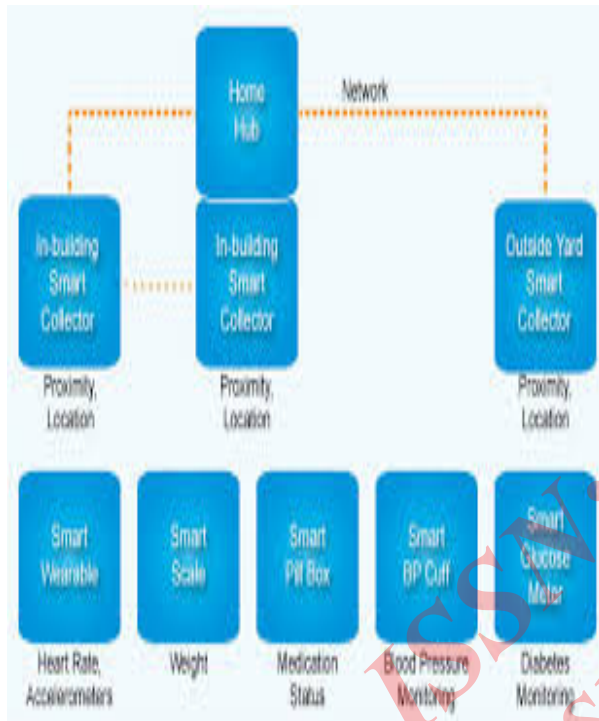 Home
Hub
Network
In-building
Smart
Collector
In-building
Smart
Collector
Outside Yard
Smart
Collector
Proximity,
Location
Proximity,
Location
Proximity,
Location
Smart
Wearable
Smart
Scale
Smart
Pill Box
Smart
BP Cuff
Smart
Glucose
Meter
Heart Rate,
Accelerometers
Weight
Medication
Status
Blood Pressure
Monitoring
Diabetes
Monitoring
ISSN